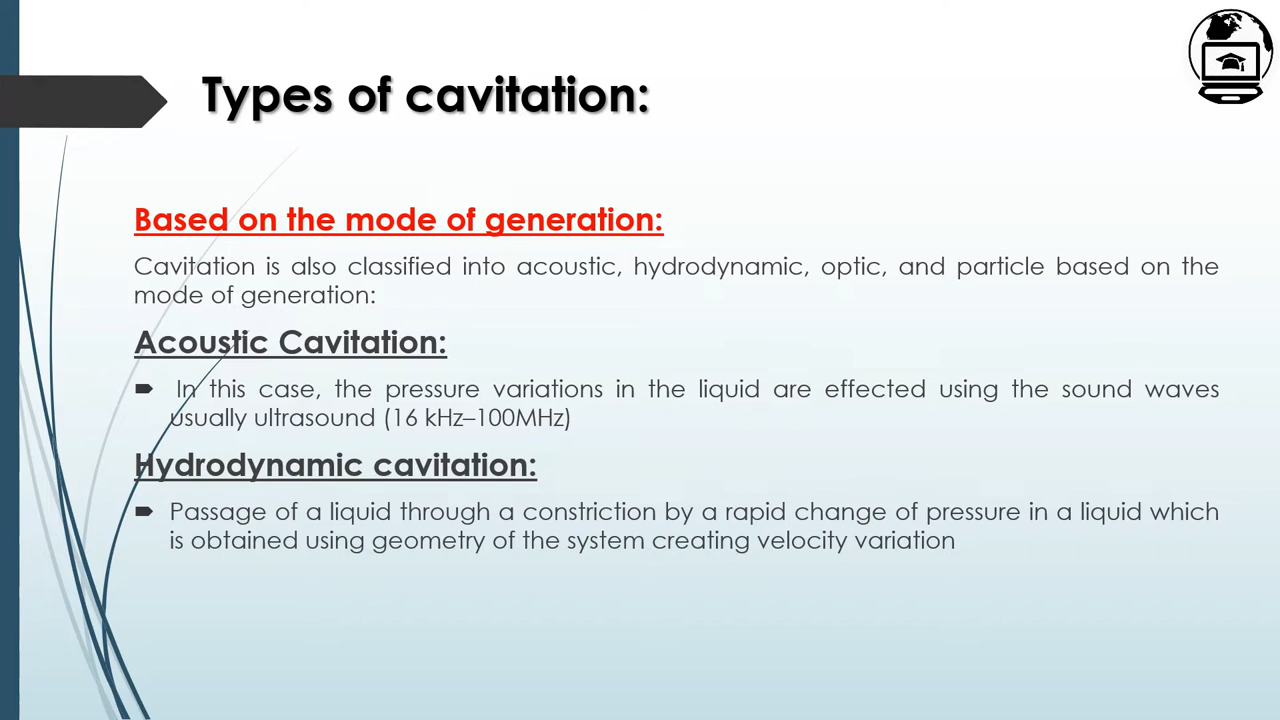 Types of cavitation:
Based on the mode of generation:
Cavitation is also classified into acoustic, hydrodynamic, optic, and particle based on the
mode of generation:
Acoustic Cavitation:
In this case, the pressure variations in the liquid are effected using the sound waves
usually ultrasound (16 kHz–100MHz)
Hydrodynamic cavitation:
Passage of a liquid through a constriction by a rapid change of pressure in a liquid which
is obtained using geometry of the system creating velocity variation